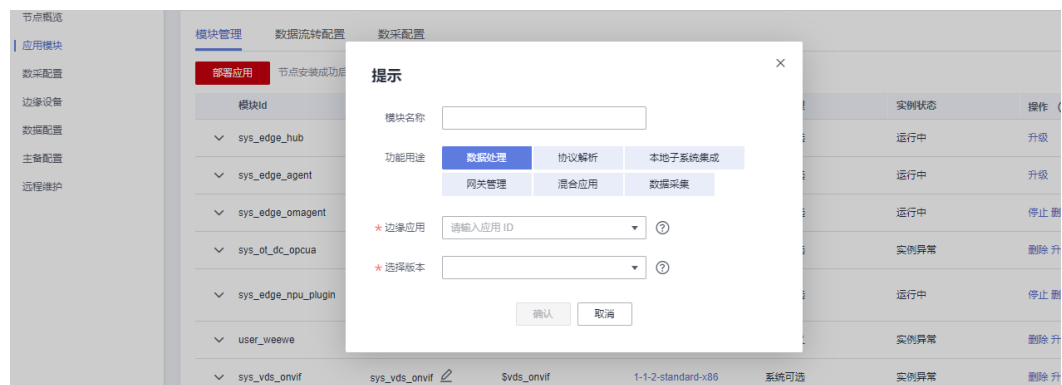 节点概览
应用模块
数采配置
边缘设备
数据配置
主备配置
远程维护
模块管理 数据流转配置 数采配置
部署应用 节点安装成功后
模块Id 实例状态 操作
sys_edge_hub 运行中 升级
sys_edge_agent 运行中 升级
sys_edge_omagent 运行中 停止 删
sys_ot_dc_opcua 实例异常 删除 升
sys_edge_npu_plugin 运行中 停止 删
user_weewe 实例异常 删除 升
sys_vds_onvif sys_vds_onvif $vds_onvif 1-1-2-standard-x86 系统可选 实例异常 删除 升
提示
模块名称
功能用途 数据处理 协议解析 本地子系统集成
网关管理 混合应用 数据采集
* 边缘应用 请输入应用 ID
* 选择版本
确认 取消